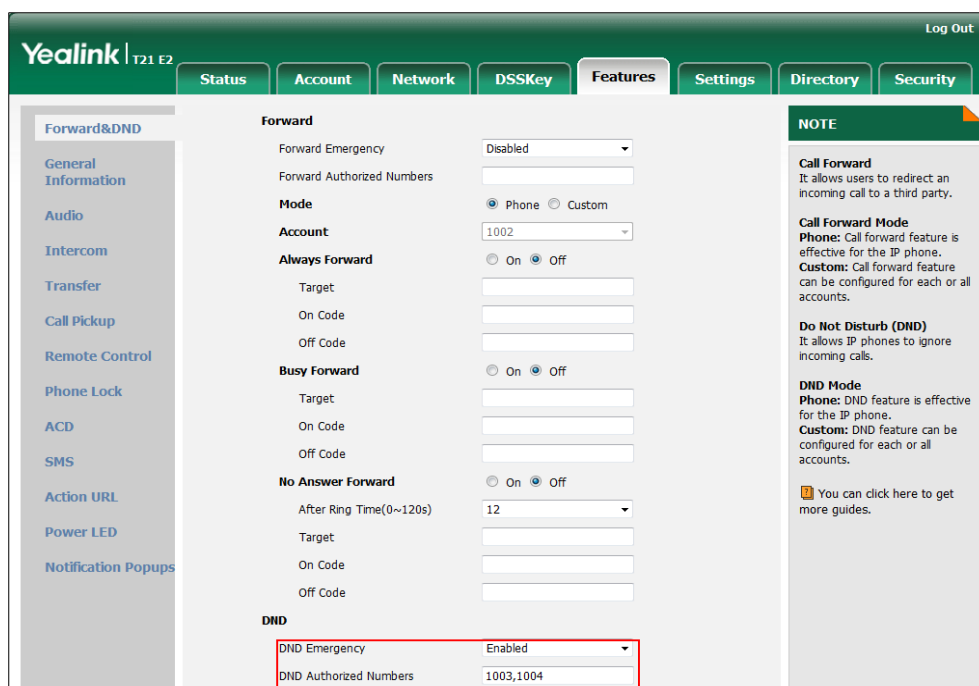 Log Out
Yealink | T21 E2
Status Account Network DSSKey Features Settings Directory Security
Forward&DND
General
Information
Audio
Intercom
Transfer
Call Pickup
Remote Control
Phone Lock
ACD
SMS
Action URL
Power LED
Notification Popups
Forward
Forward Emergency Disabled
Forward Authorized Numbers
Mode Phone Custom
Account 1002
Always Forward On Off
Target
On Code
Off Code
Busy Forward On Off
Target
On Code
Off Code
No Answer Forward On Off
After Ring Time(0~120s) 12
Target
On Code
Off Code
DND
DND Emergency Enabled
DND Authorized Numbers 1003,1004
NOTE
Call Forward
It allows users to redirect an
incoming call to a third party.
Call Forward Mode
Phone: Call forward feature is
effective for the IP phone.
Custom: Call forward feature
can be configured for each or all
accounts.
Do Not Disturb (DND)
It allows IP phones to ignore
incoming calls.
DND Mode
Phone: DND feature is effective
for the IP phone.
Custom: DND feature can be
configured for each or all
accounts.
? You can click here to get
more guides.